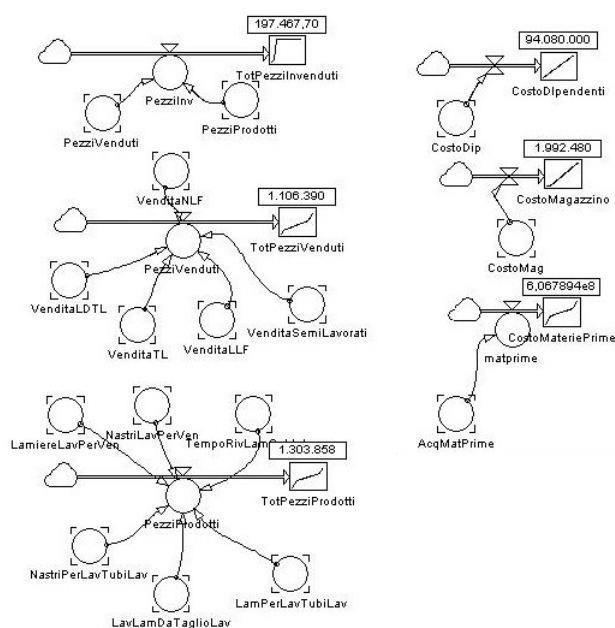 197.467,70
TotPezziInvenduti
PezziInv
PezziVenduti
PezziProdotti
94.080.000
CostoDIpendenti
CostoDip
1.992.480
CostoMagazzino
CostoMag
VenditaNLF
1.106.390
TotPezziVenduti
PezziVenduti
VenditaLDTL
VenditaTL
VenditaLLF
VenditaSemiLavorati
6,067894e8
CostoMateriePrime
matprime
AcqMatPrime
LamiereLavPerVen
NastriLavPerVen
1.303.858
TotPezziProdotti
PezziProdotti
NastriPerLavTubiLav
LavLamDaTaglioLav
LamPerLavTubiLav